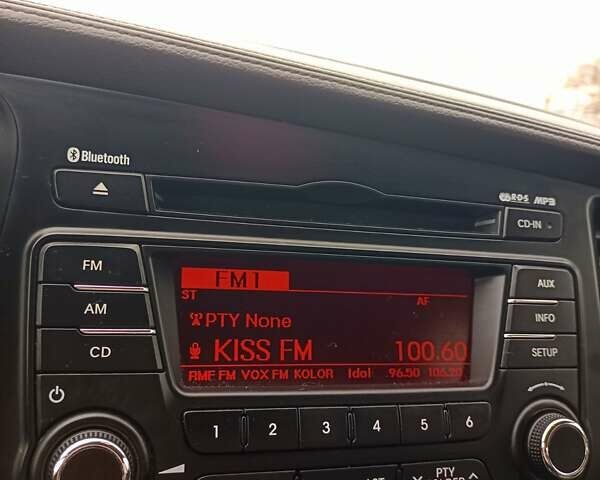 Bluetooth
R·D·S MP3
CD-IN
FM
AM
CD
FM1
ST AF
PTY None
KISS FM 100.60
RMF FM VOX FM KOLOR Idol .96.50 106.20
AUX
INFO
SETUP
1 2 3 4 5 6
PTY